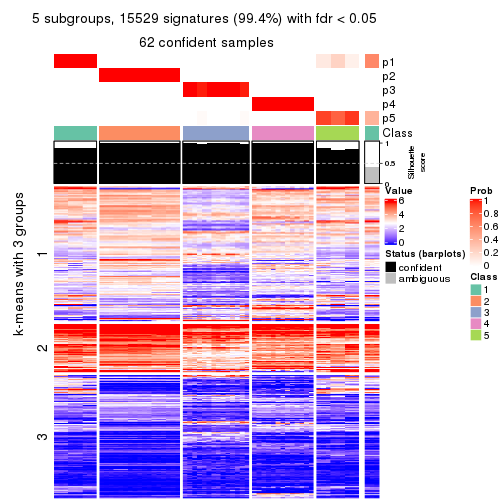 5 subgroups, 15529 signatures (99.4%) with fdr < 0.05
62 confident samples
p1
p2
p3
p4
p5
Class
1
0.5
0
Silhouette
score
k-means with 3 groups
1
2
3
Value
6
4
2
0
Status (barplots)
confident
ambiguous
Prob
1
0.8
0.6
0.4
0.2
0
Class
1
2
3
4
5